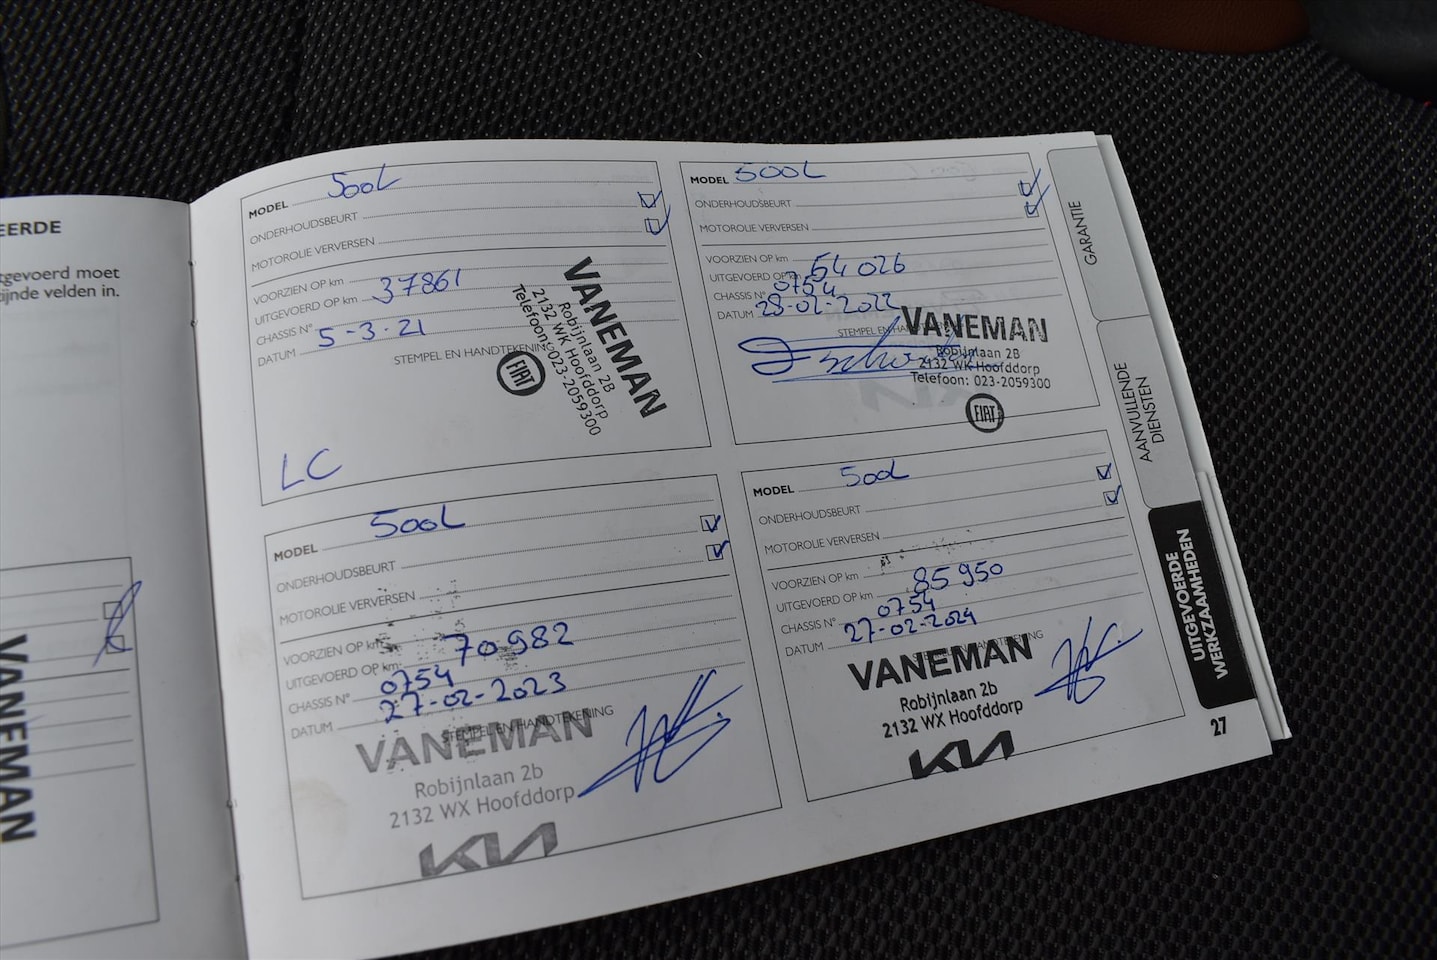 EERDE
tgevoerd moet
ijnde velden in.
VANEMAN
MODEL 500L
ONDERHOUDSBEURT
MOTOROLIE VERVERSEN
VOORZIEN OP km
UITGEVOERD OP km 37861
CHASSIS N°
DATUM 5-3-21
STEMPEL EN HANDTEKENING
VANEMAN
Robijnlaan 2B
2132 WK Hoofddorp
Telefoon: 023-2059300
FIAT
LC
MODEL 500L
ONDERHOUDSBEURT
MOTOROLIE VERVERSEN
VOORZIEN OP km
UITGEVOERD OP km 54026
CHASSIS N° 0754
DATUM 28-02-2022
STEMPEL EN
VANEMAN
Robijnlaan 2B
2132 WK Hoofddorp
Telefoon: 023-2059300
FIAT
MODEL 500L
ONDERHOUDSBEURT
MOTOROLIE VERVERSEN
VOORZIEN OP km
UITGEVOERD OP km 70982
CHASSIS N° 0754
DATUM 27-02-2023
STEMPEL EN HANDTEKENING
VANEMAN
Robijnlaan 2b
2132 WX Hoofddorp
KIA
MODEL 500L
ONDERHOUDSBEURT
MOTOROLIE VERVERSEN
VOORZIEN OP km
UITGEVOERD OP km 85950
CHASSIS N° 0754
DATUM 27-02-2024
VANEMAN
Robijnlaan 2b
2132 WX Hoofddorp
KIA
GARANTIE
AANVULLENDE
DIENSTEN
UITGEVOERDE
WERKZAAMHEDEN
27